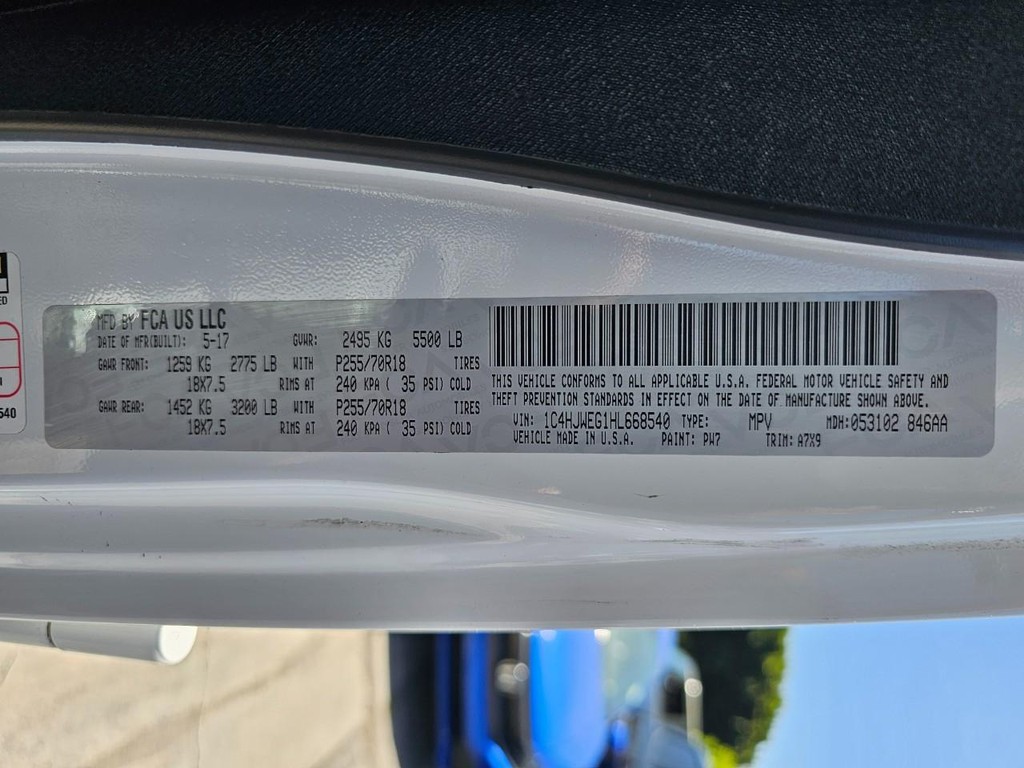 MFD BY FCA US LLC
DATE OF MFR(BUILT): 5-17 GVWR: 2495 KG 5500 LB
GAWR FRONT: 1259 KG 2775 LB WITH P255/70R18 TIRES
18X7.5 RIMS AT 240 KPA ( 35 PSI) COLD
GAWR REAR: 1452 KG 3200 LB WITH P255/70R18 TIRES
18X7.5 RIMS AT 240 KPA ( 35 PSI) COLD
THIS VEHICLE CONFORMS TO ALL APPLICABLE U.S.A. FEDERAL MOTOR VEHICLE SAFETY AND
THEFT PREVENTION STANDARDS IN EFFECT ON THE DATE OF MANUFACTURE SHOWN ABOVE.
VIN: 1C4HJWEG1HL668540 TYPE: MPV MDH:053102 846AA
VEHICLE MADE IN U.S.A. PAINT: PW7 TRIM: A7X9
540